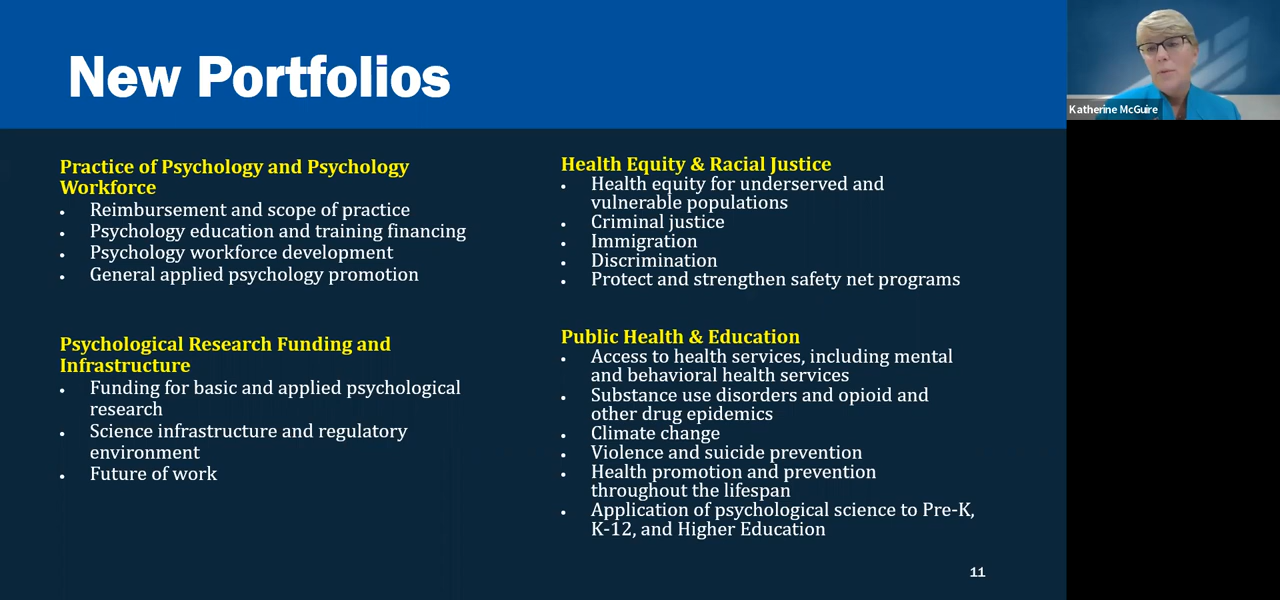 New Portfolios
Practice of Psychology and Psychology
Workforce
• Reimbursement and scope of practice
• Psychology education and training financing
• Psychology workforce development
• General applied psychology promotion
Psychological Research Funding and
Infrastructure
• Funding for basic and applied psychological
research
• Science infrastructure and regulatory
environment
• Future of work
Health Equity & Racial Justice
• Health equity for underserved and
vulnerable populations
• Criminal justice
• Immigration
• Discrimination
• Protect and strengthen safety net programs
Public Health & Education
• Access to health services, including mental
and behavioral health services
• Substance use disorders and opioid and
other drug epidemics
• Climate change
• Violence and suicide prevention
• Health promotion and prevention
throughout the lifespan
• Application of psychological science to Pre-K,
K-12, and Higher Education
11
Katherine McGuire